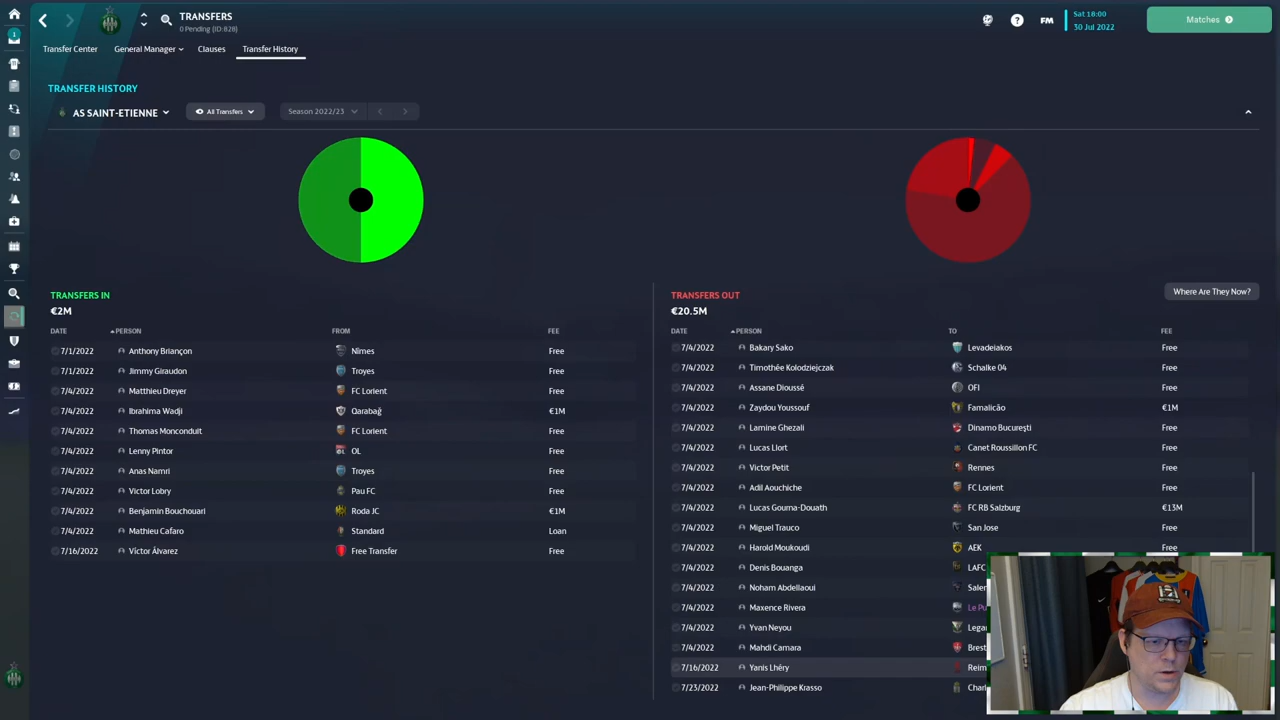 TRANSFERS
0 Pending (ID:828)
1
?
FM
Sat 18:00
30 Jul 2022
Matches
Transfer Center
General Manager
Clauses
Transfer History
TRANSFER HISTORY
AS SAINT-ETIENNE
All Transfers
Season 2022/23
TRANSFERS IN
€2M
DATE PERSON FROM FEE
7/1/2022 Anthony Briançon Nîmes Free
7/1/2022 Jimmy Giraudon Troyes Free
7/4/2022 Matthieu Dreyer FC Lorient Free
7/4/2022 Ibrahima Wadji Qarabağ €1M
7/4/2022 Thomas Monconduit FC Lorient Free
7/4/2022 Lenny Pintor OL Free
7/4/2022 Anas Namri Troyes Free
7/4/2022 Victor Lobry Pau FC Free
7/4/2022 Benjamin Bouchouari Roda JC €1M
7/4/2022 Mathieu Cafaro Standard Loan
7/16/2022 Víctor Álvarez Free Transfer Free
TRANSFERS OUT
€20.5M
Where Are They Now?
DATE PERSON TO FEE
7/4/2022 Bakary Sako Levadeiakos Free
7/4/2022 Timothée Kolodziejczak Schalke 04 Free
7/4/2022 Assane Dioussé OFI Free
7/4/2022 Zaydou Youssouf Famalicão €1M
7/4/2022 Lamine Ghezali Dinamo Bucureşti Free
7/4/2022 Lucas Llort Canet Roussillon FC Free
7/4/2022 Victor Petit Rennes Free
7/4/2022 Adil Aouchiche FC Lorient Free
7/4/2022 Lucas Gourna-Douath FC RB Salzburg €13M
7/4/2022 Miguel Trauco San Jose Free
7/4/2022 Harold Moukoudi AEK Free
7/4/2022 Denis Bouanga LAFC
7/4/2022 Noham Abdellaoui Saler
7/4/2022 Maxence Rivera Le Pu
7/4/2022 Yvan Neyou Legan
7/4/2022 Mahdi Camara Brest
7/16/2022 Yanis Lhéry Reim
7/23/2022 Jean-Philippe Krasso Charl